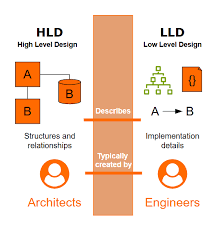 HLD
High Level Design
LLD
Low Level Design
A
B
{}
A B
Describes
Structures and
relationships
Implementation
details
Typically
created by
Architects
Engineers